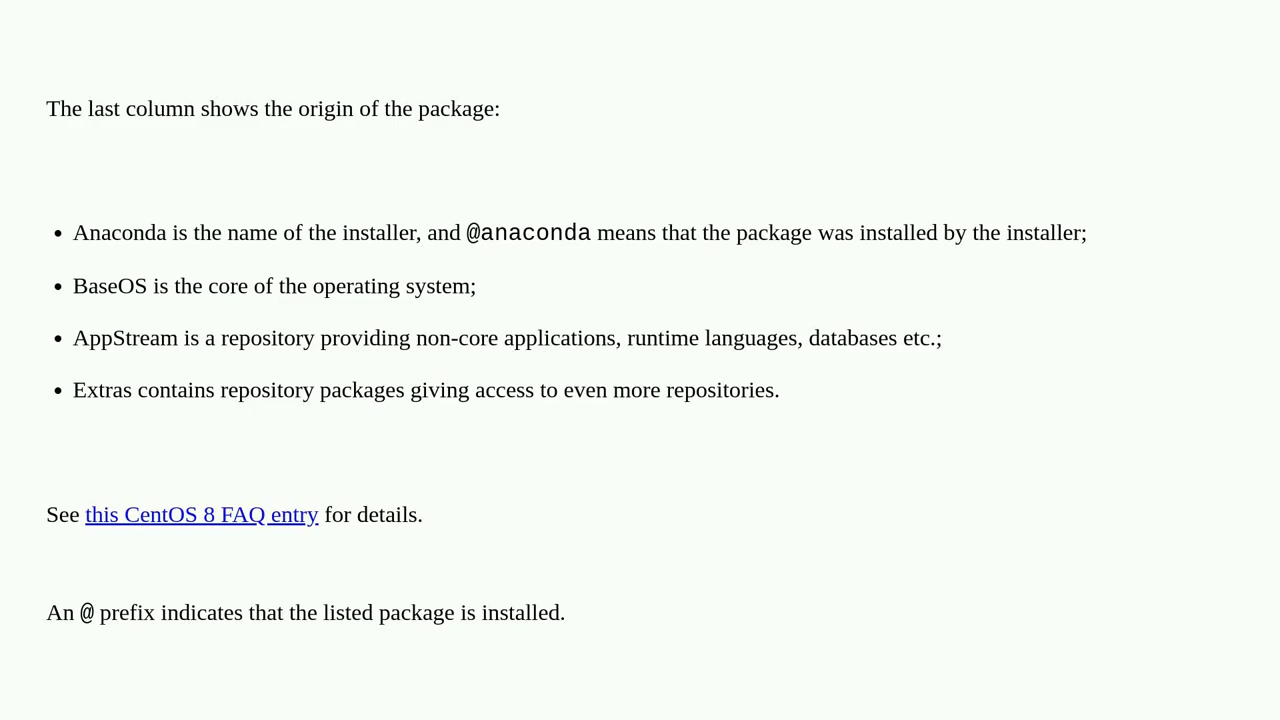 The last column shows the origin of the package:
• Anaconda is the name of the installer, and @anaconda means that the package was installed by the installer;
• BaseOS is the core of the operating system;
• AppStream is a repository providing non-core applications, runtime languages, databases etc.;
• Extras contains repository packages giving access to even more repositories.
See this CentOS 8 FAQ entry for details.
An @ prefix indicates that the listed package is installed.